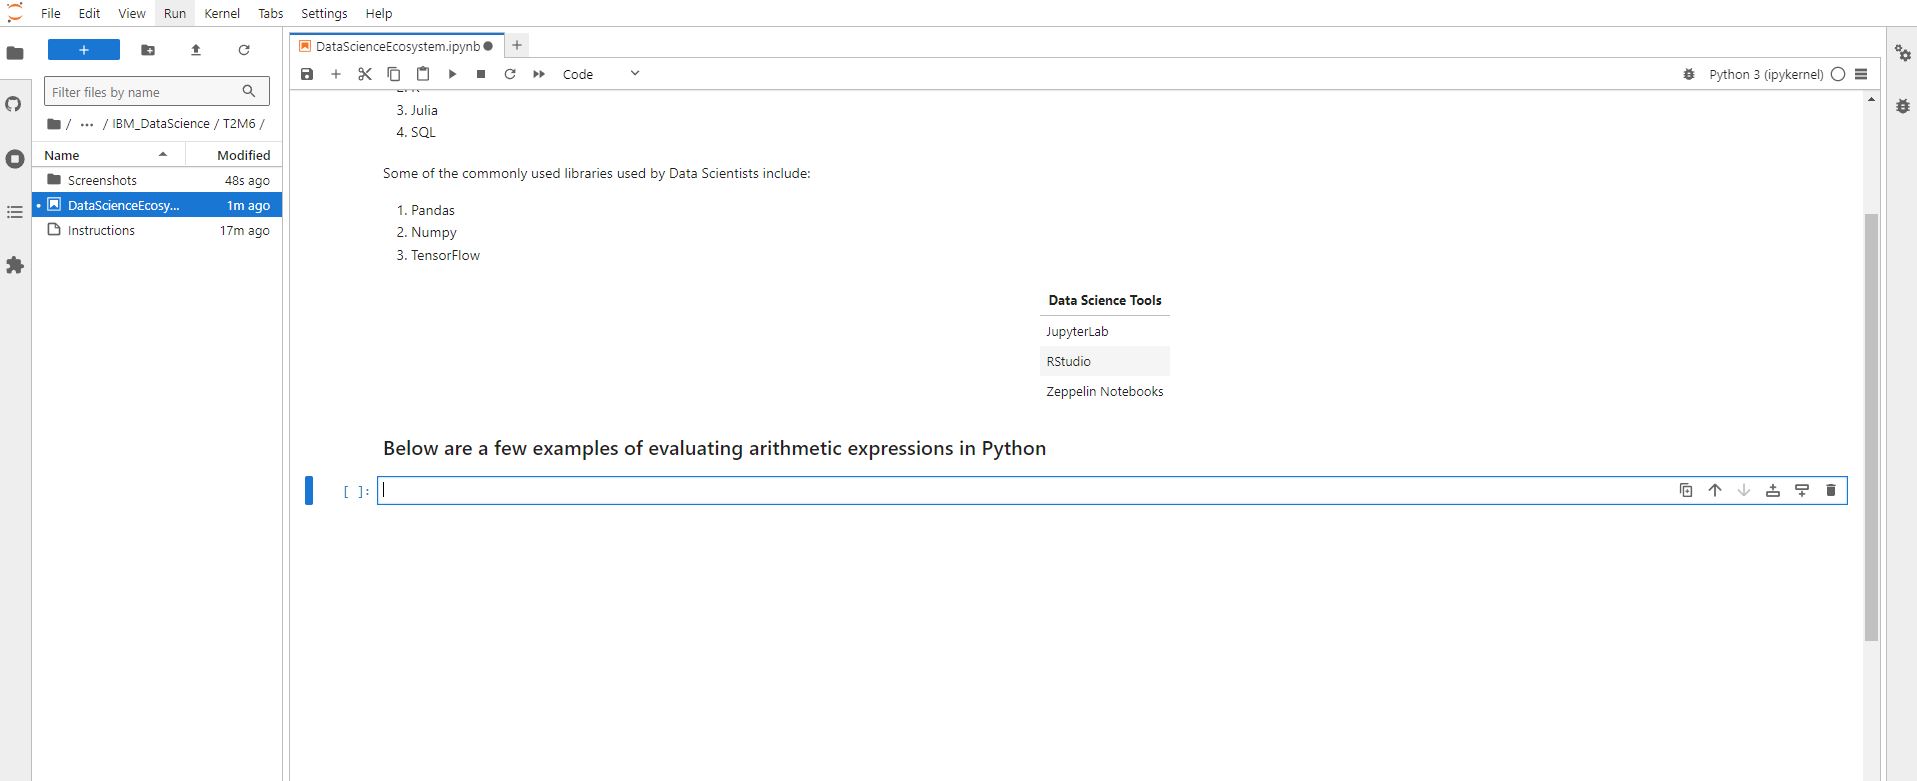 File Edit View Run Kernel Tabs Settings Help
DataScienceEcosystem.ipynb
Code
Python 3 (ipykernel)
Filter files by name
/ ... / IBM_DataScience / T2M6 /
Name Modified
Screenshots 48s ago
DataScienceEcosy... 1m ago
Instructions 17m ago
3. Julia
4. SQL
Some of the commonly used libraries used by Data Scientists include:
1. Pandas
2. Numpy
3. TensorFlow
Data Science Tools
JupyterLab
RStudio
Zeppelin Notebooks
Below are a few examples of evaluating arithmetic expressions in Python
[ ]: